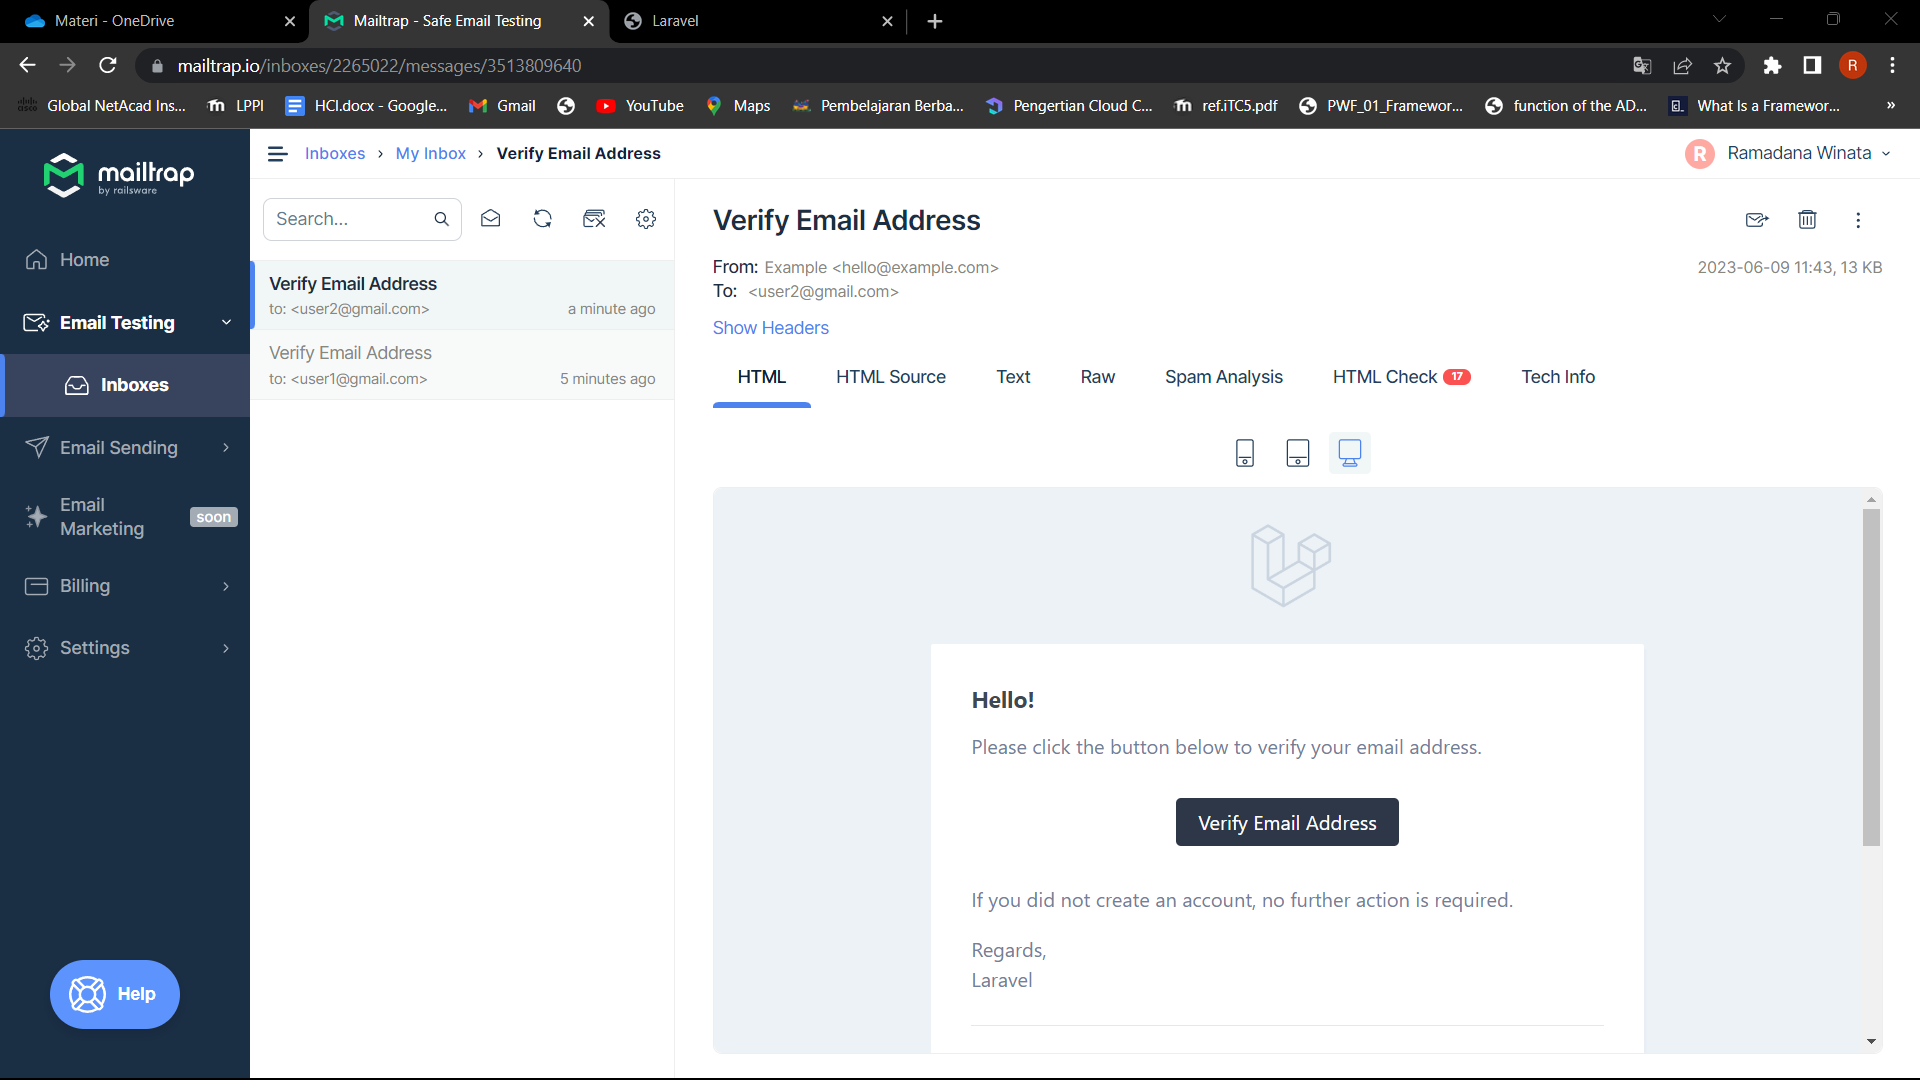 Materi - OneDrive
Mailtrap - Safe Email Testing
Laravel
mailtrap.io/inboxes/2265022/messages/3513809640
R
Global NetAcad Ins...
LPPI
HCI.docx - Google...
Gmail
YouTube
Maps
Pembelajaran Berba...
Pengertian Cloud C...
ref.iTC5.pdf
PWF_01_Framewor...
function of the AD...
What Is a Framewor...
»
mailtrap
by railsware
Inboxes › My Inbox › Verify Email Address
R Ramadana Winata
Home
Email Testing
Inboxes
Email Sending
Email
Marketing
soon
Billing
Settings
Help
Search...
Verify Email Address
to: <user2@gmail.com> a minute ago
Verify Email Address
to: <user1@gmail.com> 5 minutes ago
Verify Email Address
From: Example <hello@example.com>
2023-06-09 11:43, 13 KB
To: <user2@gmail.com>
Show Headers
HTML
HTML Source
Text
Raw
Spam Analysis
HTML Check 17
Tech Info
Hello!
Please click the button below to verify your email address.
Verify Email Address
If you did not create an account, no further action is required.
Regards,
Laravel